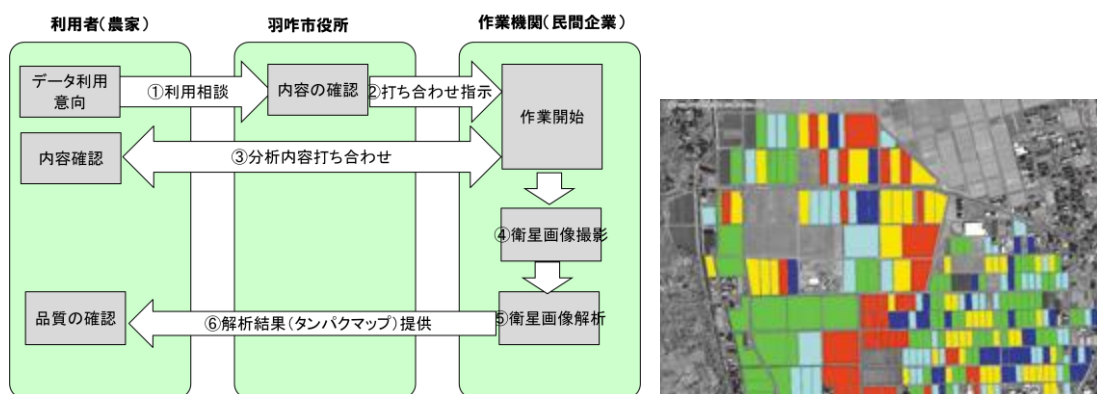 利用者(農家)
羽咋市役所
作業機関(民間企業)
データ利用
意向
①利用相談
内容の確認
②打ち合わせ指示
作業開始
内容確認
③分析内容打ち合わせ
④衛星画像撮影
品質の確認
⑥解析結果(タンパクマップ)提供
⑤衛星画像解析